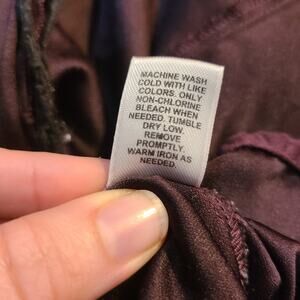 MACHINE WASH
COLD WITH LIKE
COLORS. ONLY
NON-CHLORINE
BLEACH WHEN
NEEDED. TUMBLE
DRY LOW.
REMOVE
PROMPTLY.
WARM IRON AS
NEEDED.